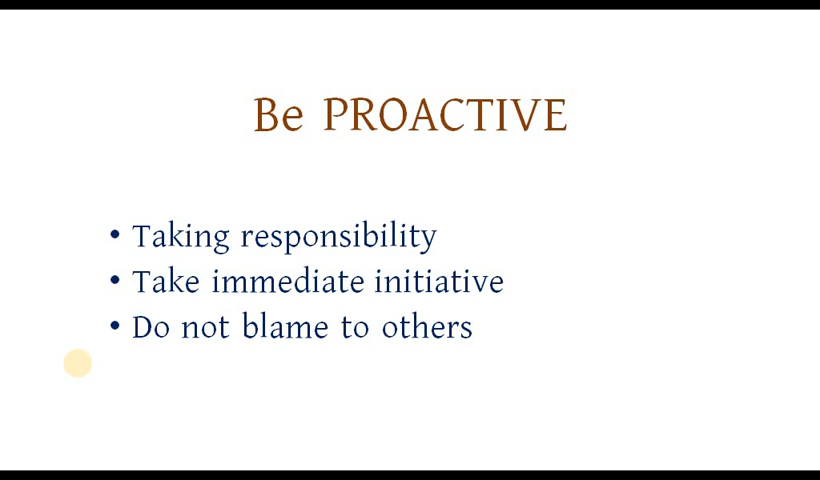 Be PROACTIVE
• Taking responsibility
• Take immediate initiative
• Do not blame to others